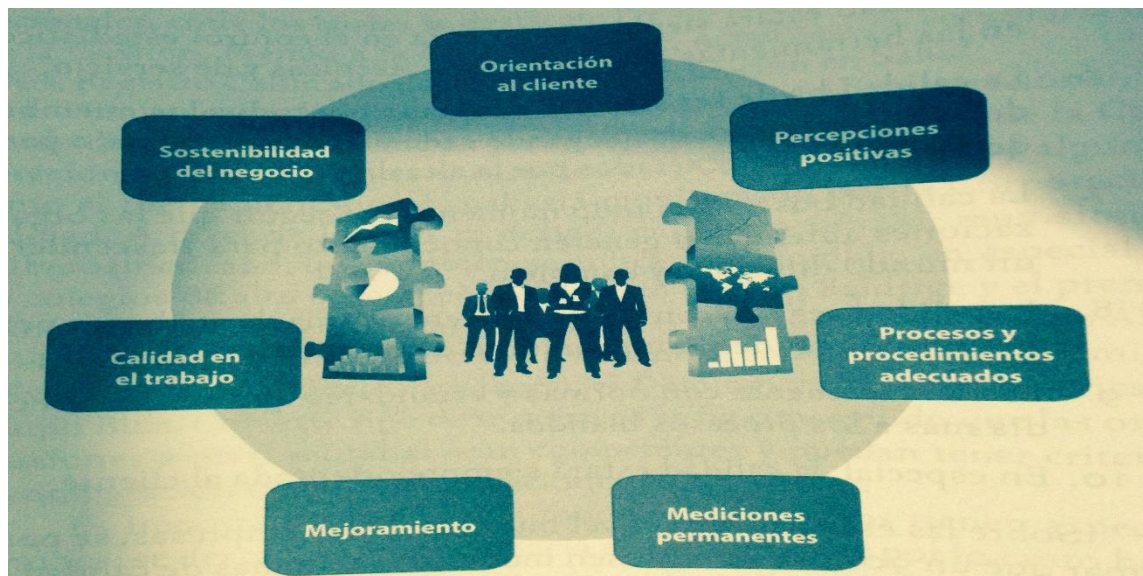 Orientación
al cliente
Percepciones
positivas
Procesos y
procedimientos
adecuados
Mediciones
permanentes
Mejoramiento
Calidad en
el trabajo
Sostenibilidad
del negocio